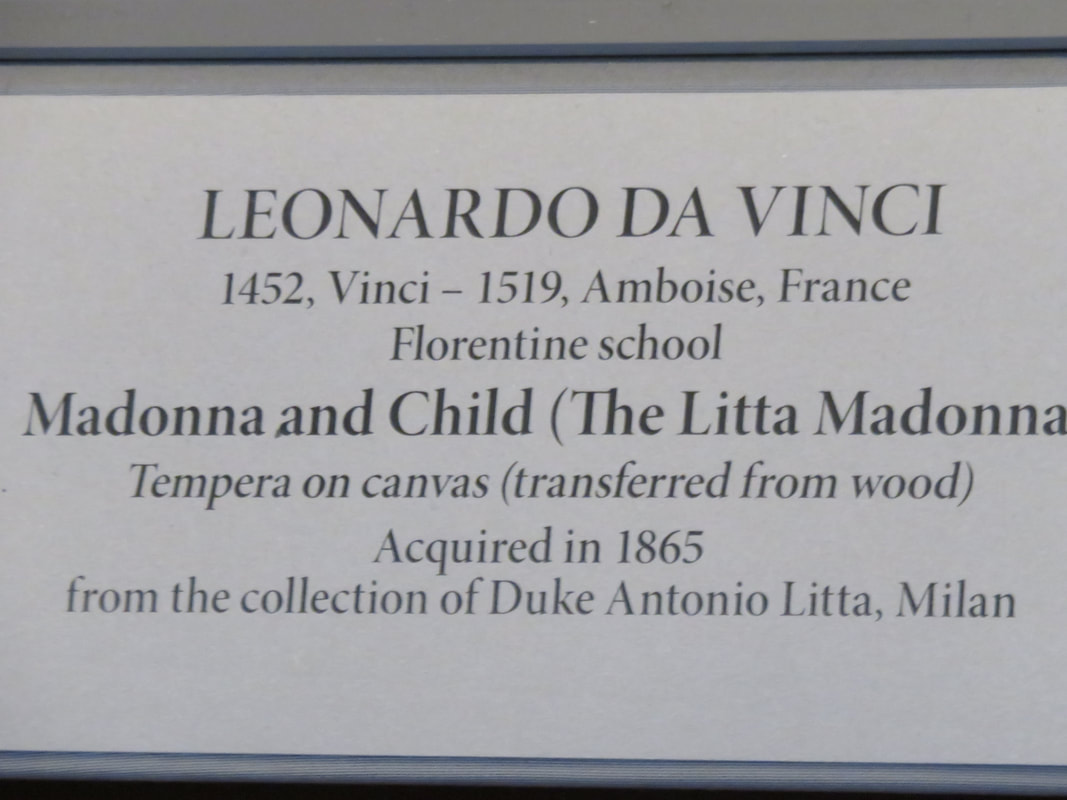 LEONARDO DA VINCI
1452, Vinci – 1519, Amboise, France
Florentine school
Madonna and Child (The Litta Madonna
Tempera on canvas (transferred from wood)
Acquired in 1865
from the collection of Duke Antonio Litta, Milan